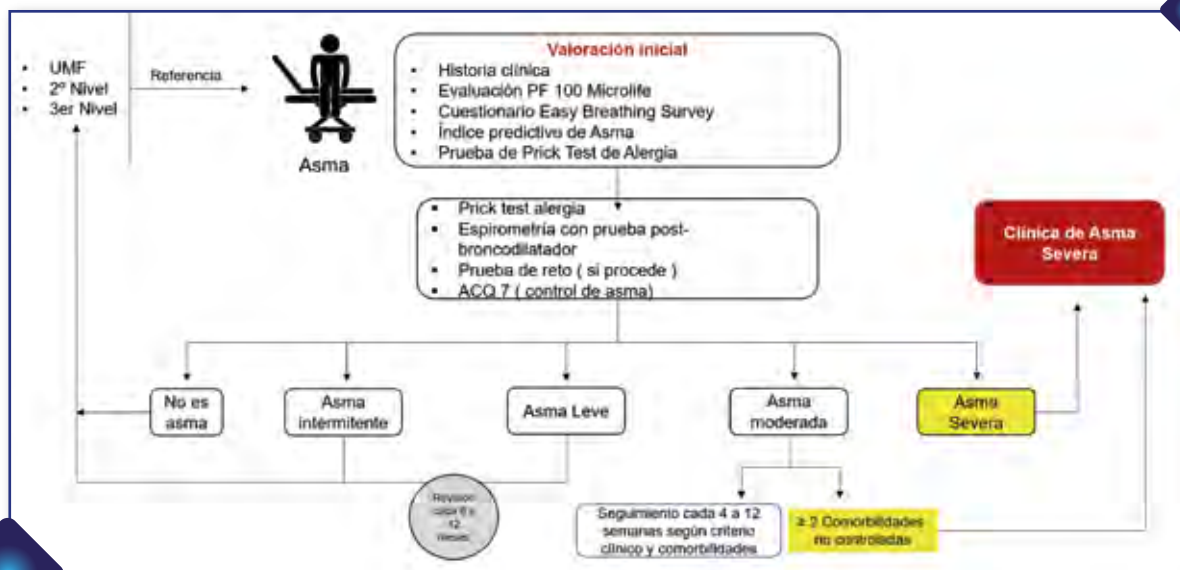 • UMF
• 2º Nivel
• 3er Nivel
Referencia
Asma
Valoración inicial
• Historia clínica
• Evaluación PF 100 Microlife
• Cuestionario Easy Breathing Survey
• Índice predictivo de Asma
• Prueba de Prick Test de Alergia
▪ Prick test alergia
▪ Espirometría con prueba post-
broncodilatador
▪ Prueba de reto ( si procede )
▪ ACQ 7 ( control de asma)
Clínica de Asma
Severa
No es
asma
Asma
intermitente
Asma Leve
Asma
moderada
Asma
Severa
Revisión
cada 6 a
12
meses
Seguimiento cada 4 a 12
semanas según criterio
clínico y comorbilidades
≥ 2 Comorbilidades
no controladas